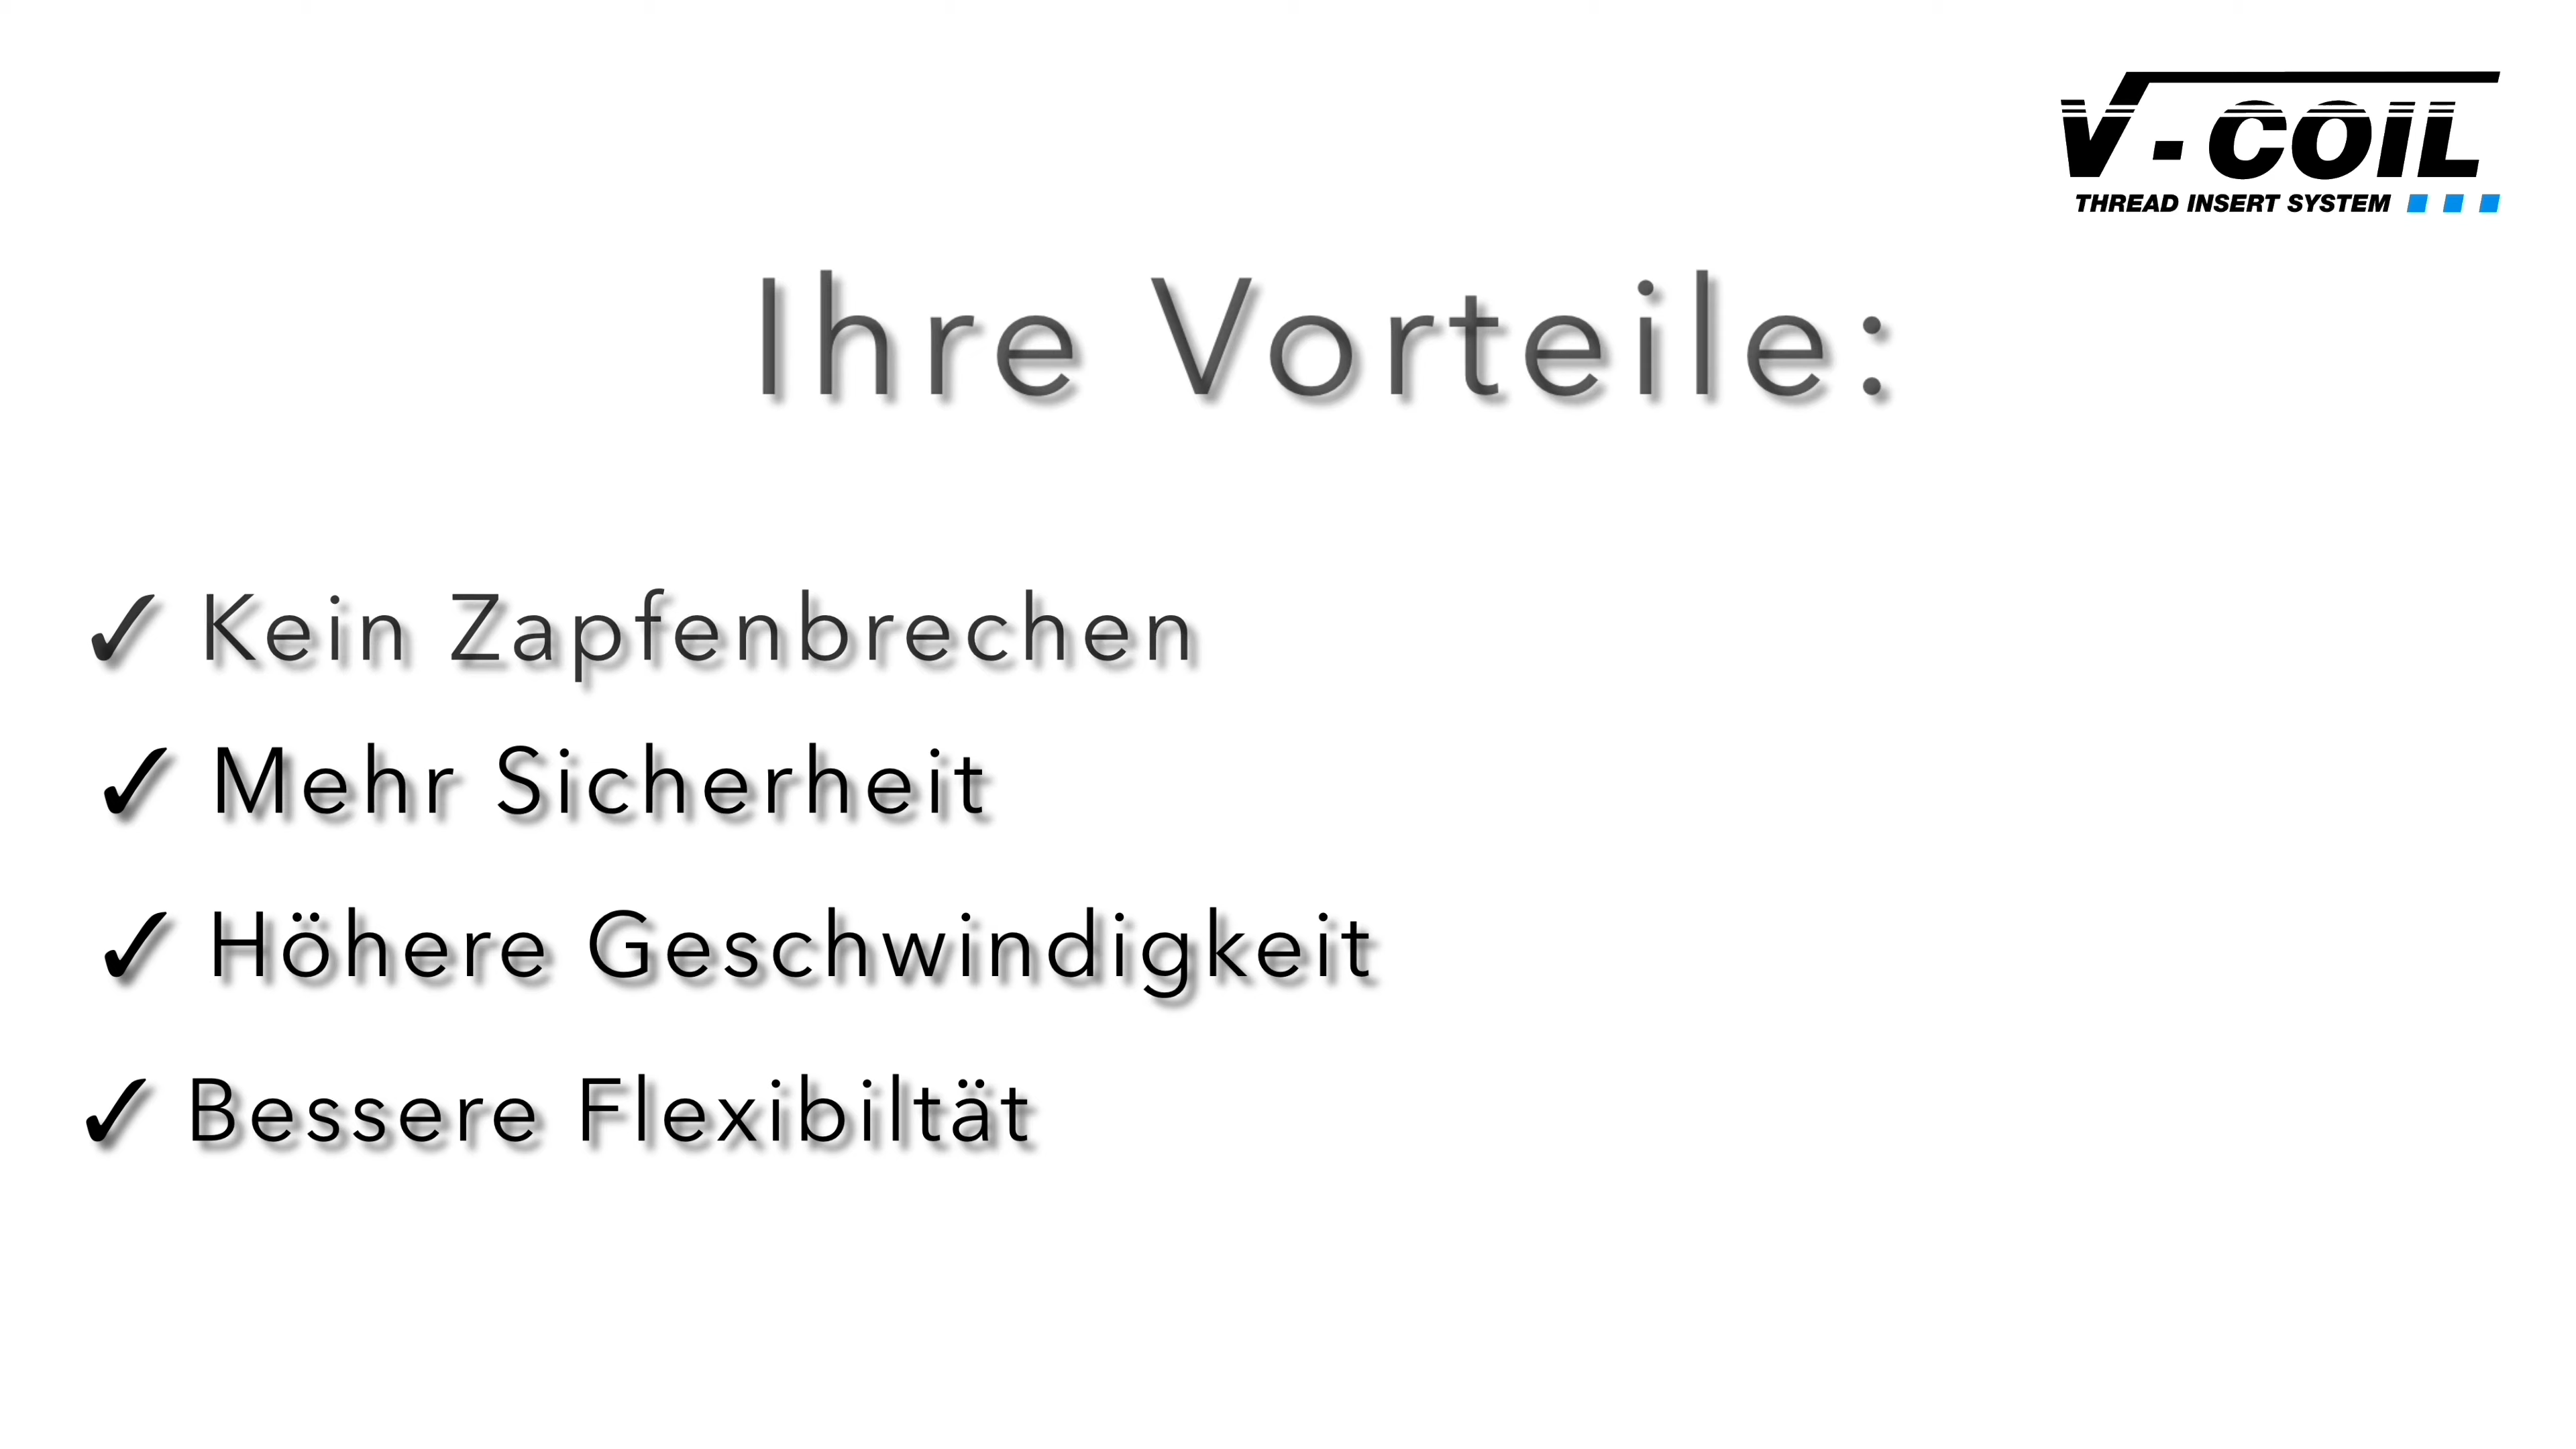 V-COIL
THREAD INSERT SYSTEM
Ihre Vorteile:
✓ Kein Zapfenbrechen
✓ Mehr Sicherheit
✓ Höhere Geschwindigkeit
✓ Bessere Flexibiltät